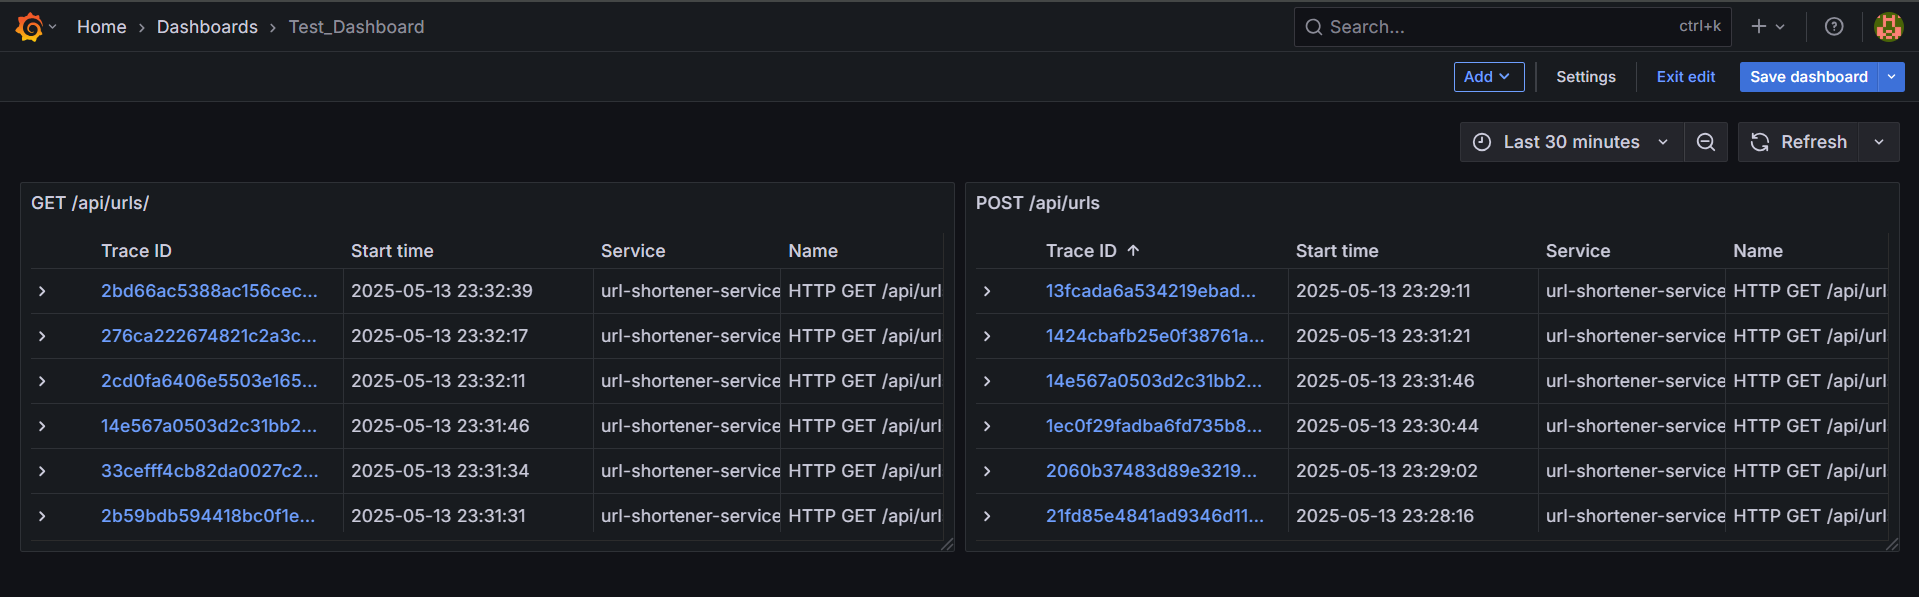 Home › Dashboards › Test_Dashboard Search... ctrl+k
Add Settings Exit edit Save dashboard
Last 30 minutes Refresh
GET /api/urls/
Trace ID Start time Service Name
2bd66ac5388ac156cec... 2025-05-13 23:32:39 url-shortener-service HTTP GET /api/url
276ca222674821c2a3c... 2025-05-13 23:32:17 url-shortener-service HTTP GET /api/url
2cd0fa6406e5503e165... 2025-05-13 23:32:11 url-shortener-service HTTP GET /api/url
14e567a0503d2c31bb2... 2025-05-13 23:31:46 url-shortener-service HTTP GET /api/url
33cefff4cb82da0027c2... 2025-05-13 23:31:34 url-shortener-service HTTP GET /api/url
2b59bdb594418bc0f1e... 2025-05-13 23:31:31 url-shortener-service HTTP GET /api/url
POST /api/urls
Trace ID ↑ Start time Service Name
13fcada6a534219ebad... 2025-05-13 23:29:11 url-shortener-service HTTP GET /api/url
1424cbafb25e0f38761a... 2025-05-13 23:31:21 url-shortener-service HTTP GET /api/url
14e567a0503d2c31bb2... 2025-05-13 23:31:46 url-shortener-service HTTP GET /api/url
1ec0f29fadba6fd735b8... 2025-05-13 23:30:44 url-shortener-service HTTP GET /api/url
2060b37483d89e3219... 2025-05-13 23:29:02 url-shortener-service HTTP GET /api/url
21fd85e4841ad9346d11... 2025-05-13 23:28:16 url-shortener-service HTTP GET /api/url